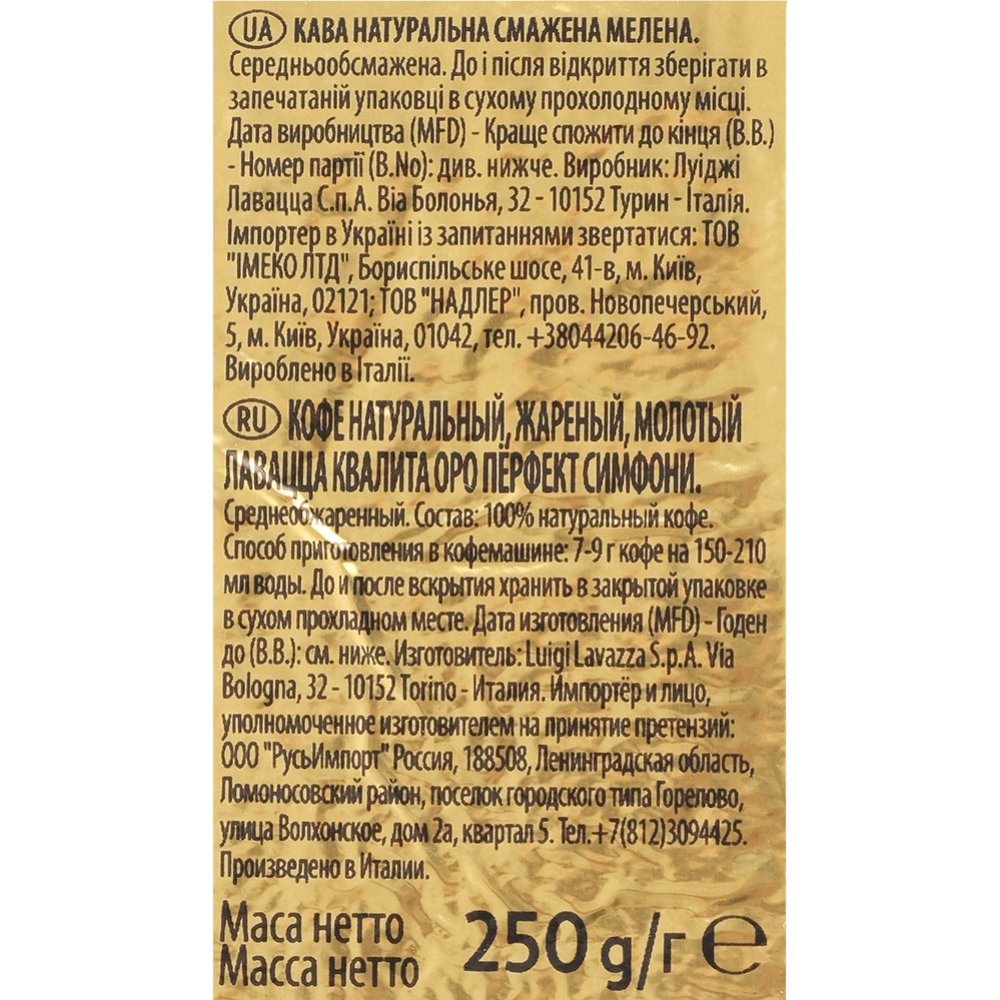 UA КАВА НАТУРАЛЬНА СМАЖЕНА МЕЛЕНА.
Середньообсмажена. До і після відкриття зберігати в
запечатаній упаковці в сухому прохолодному місці.
Дата виробництва (MFD) - Краще спожити до кінця (B.B.)
- Номер партії (B.No): див. нижче. Виробник: Луіджі
Лавацца С.п.А. Віа Болонья, 32 - 10152 Турин - Італія.
Імпортер в Україні із запитаннями звертатися: ТОВ
"ІМЕКО ЛТД", Бориспільське шосе, 41-в, м. Київ,
Україна, 02121; ТОВ "НАДЛЕР", пров. Новопечерський,
5, м. Київ, Україна, 01042, тел. +38044206-46-92.
Вироблено в Італії.
RU КОФЕ НАТУРАЛЬНЫЙ, ЖАРЕНЫЙ, МОЛОТЫЙ
ЛАВАЦЦА КВАЛИТА ОРО ПЁРФЕКТ СИМФОНИ.
Среднеобжаренный. Состав: 100% натуральный кофе.
Способ приготовления в кофемашине: 7-9 г кофе на 150-210
мл воды. До и после вскрытия хранить в закрытой упаковке
в сухом прохладном месте. Дата изготовления (MFD) - Годен
до (B.B.): см. ниже. Изготовитель: Luigi Lavazza S.p.A. Via
Bologna, 32 - 10152 Torino - Италия. Импортёр и лицо,
уполномоченное изготовителем на принятие претензий:
ООО "РусьИмпорт" Россия, 188508, Ленинградская область,
Ломоносовский район, поселок городского типа Горелово,
улица Волхонское, дом 2а, квартал 5. Тел.+7(812)3094425.
Произведено в Италии.
Маса нетто
Масса нетто 250 g/г ℮